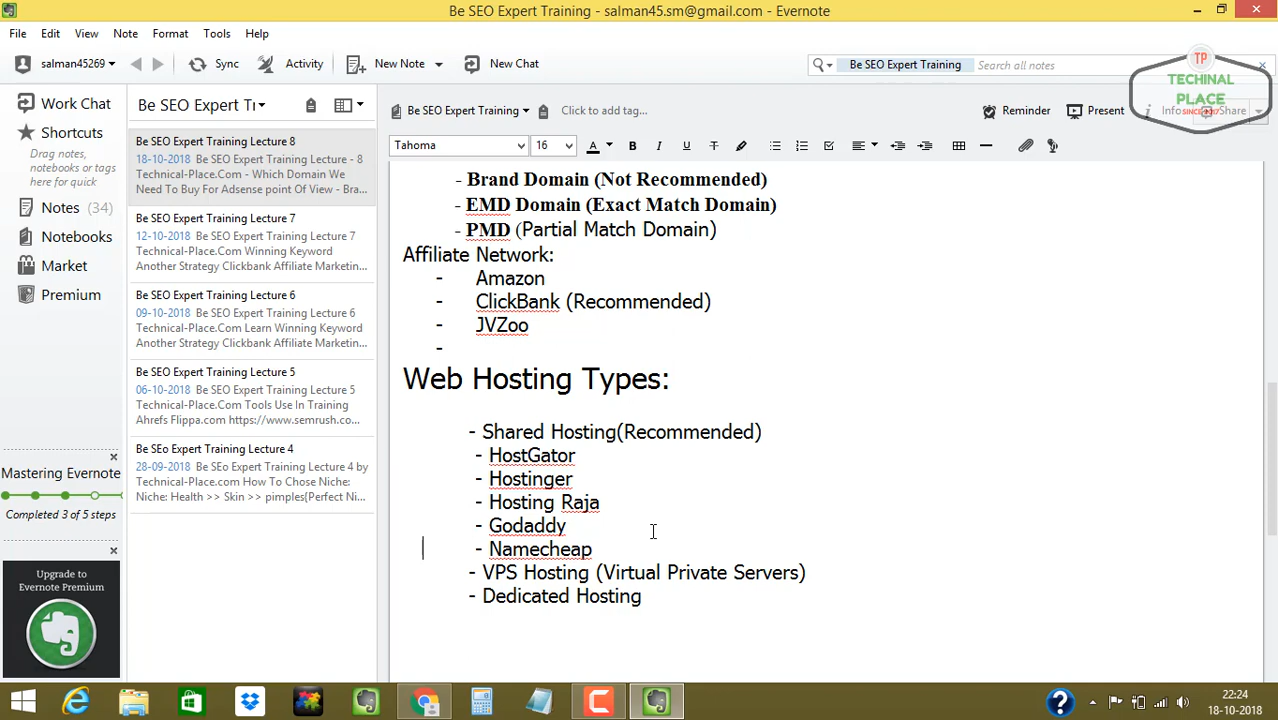 Be SEO Expert Training - salman45.sm@gmail.com - Evernote
File Edit View Note Format Tools Help
salman45269 Sync Activity New Note New Chat Be SEO Expert Training Search all notes
TP
TECHINAL
PLACE
SINCE 2017
Work Chat
Shortcuts
Drag notes,
notebooks or tags
here for quick
Notes (34)
Notebooks
Market
Premium
Mastering Evernote
Completed 3 of 5 steps
Upgrade to
Evernote Premium
Be SEO Expert Tr
Be SEO Expert Training Lecture 8
18-10-2018 Be SEO Expert Training Lecture - 8
Technical-Place.Com - Which Domain We
Need To Buy For Adsense point Of View - Bra...
Be SEO Expert Training Lecture 7
12-10-2018 Be SEO Expert Training Lecture 7
Technical-Place.Com Winning Keyword
Another Strategy Clickbank Affiliate Marketin...
Be SEO Expert Training Lecture 6
09-10-2018 Be SEO Expert Training Lecture 6
Technical-Place.Com Learn Winning Keyword
Another Strategy Clickbank Affiliate Marketin...
Be SEO Expert Training Lecture 5
06-10-2018 Be SEO Expert Training Lecture 5
Technical-Place.Com Tools Use In Training
Ahrefs Flippa.com https://www.semrush.co...
Be SEo Expert Training Lecture 4
28-09-2018 Be SEo Expert Training Lecture 4 by
Technical-Place.com How To Chose Niche:
Niche: Health >> Skin >> pimples(Perfect Ni...
Be SEO Expert Training Click to add tag... Reminder Present Info Share
Tahoma 16
- Brand Domain (Not Recommended)
- EMD Domain (Exact Match Domain)
- PMD (Partial Match Domain)
Affiliate Network:
- Amazon
- ClickBank (Recommended)
- JVZoo
-
Web Hosting Types:
- Shared Hosting(Recommended)
- HostGator
- Hostinger
- Hosting Raja
- Godaddy
- Namecheap
- VPS Hosting (Virtual Private Servers)
- Dedicated Hosting
22:24
18-10-2018